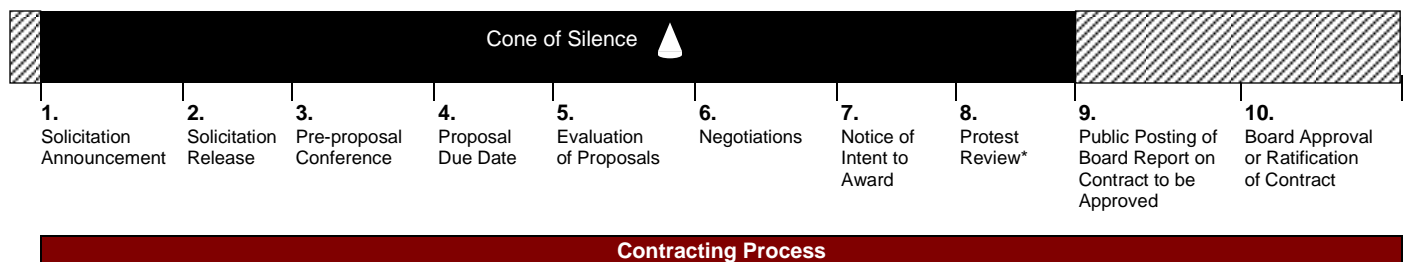 Cone of Silence
1.
Solicitation
Announcement
2.
Solicitation
Release
3.
Pre-proposal
Conference
4.
Proposal
Due Date
5.
Evaluation
of Proposals
6.
Negotiations
7.
Notice of
Intent to
Award
8.
Protest
Review*
9.
Public Posting of
Board Report on
Contract to be
Approved
10.
Board Approval
or Ratification
of Contract
Contracting Process